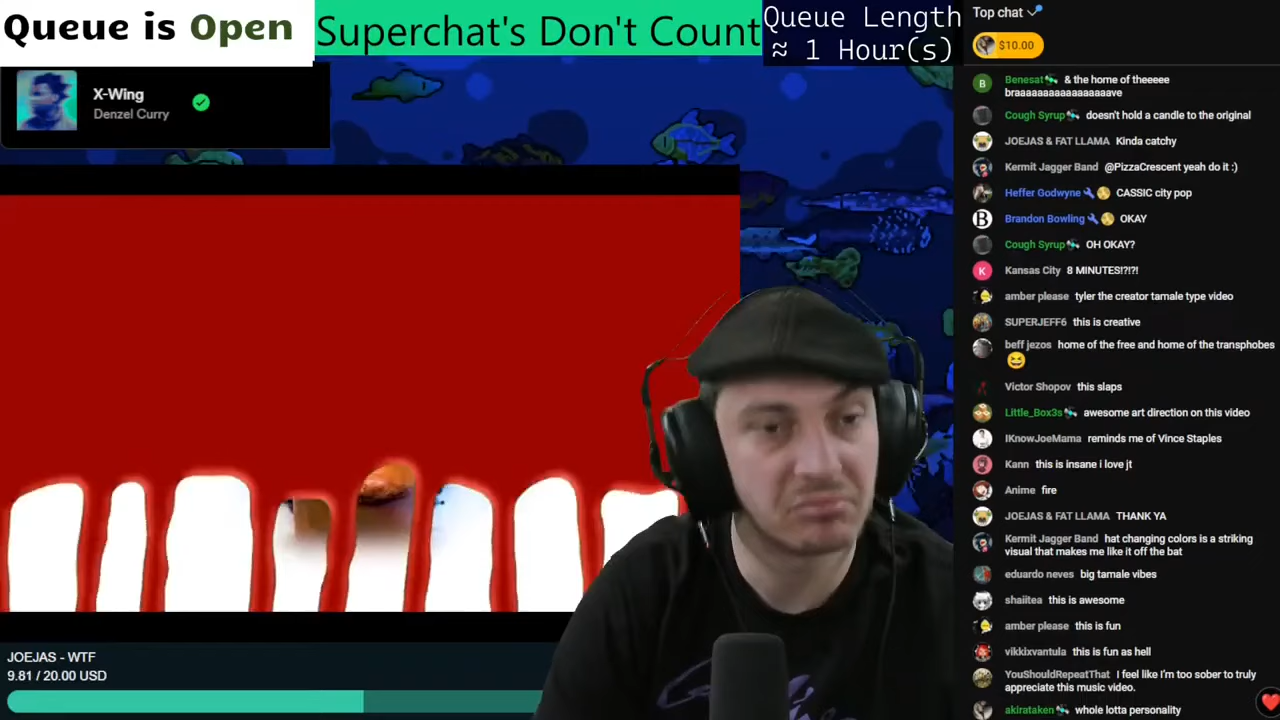 Queue is Open
Superchat's Don't Count
Queue Length
≈ 1 Hour(s)
X-Wing
Denzel Curry
JOEJAS - WTF
9.81 / 20.00 USD
Top chat
$10.00
B Benesat & the home of theeeee
braaaaaaaaaaaaaaaave
Cough Syrup doesn't hold a candle to the original
JOEJAS & FAT LLAMA Kinda catchy
Kermit Jagger Band @PizzaCrescent yeah do it :)
Heffer Godwyne CASSIC city pop
B Brandon Bowling OKAY
Cough Syrup OH OKAY?
K Kansas City 8 MINUTES!?!?!
amber please tyler the creator tamale type video
SUPERJEFF6 this is creative
beff jezos home of the free and home of the transphobes
Victor Shopov this slaps
Little_Box3s awesome art direction on this video
IKnowJoeMama reminds me of Vince Staples
Kann this is insane i love jt
Anime fire
JOEJAS & FAT LLAMA THANK YA
Kermit Jagger Band hat changing colors is a striking
visual that makes me like it off the bat
eduardo neves big tamale vibes
shaiitea this is awesome
amber please this is fun
vikkixvantula this is fun as hell
YouShouldRepeatThat I feel like I'm too sober to truly
appreciate this music video.
akirataken whole lotta personality